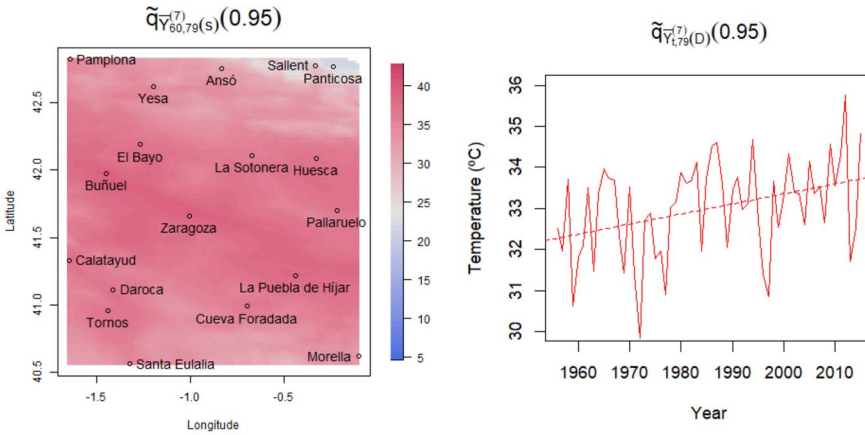 q̃Ȳ(7)60,79(s)(0.95)
Pamplona
Sallent
Ansó
Panticosa
Yesa
El Bayo
La Sotonera
Buñuel
Huesca
Pallaruelo
Zaragoza
Calatayud
Daroca
La Puebla de Híjar
Tornos
Cueva Foradada
Santa Eulalia
Morella
Latitude
42.5
42.0
41.5
41.0
40.5
-1.5
-1.0
-0.5
Longitude
40
35
30
25
20
15
10
5
q̃Ȳ(7)t,79(D)(0.95)
Temperature (ºC)
36
35
34
33
32
31
30
1960
1970
1980
1990
2000
2010
Year